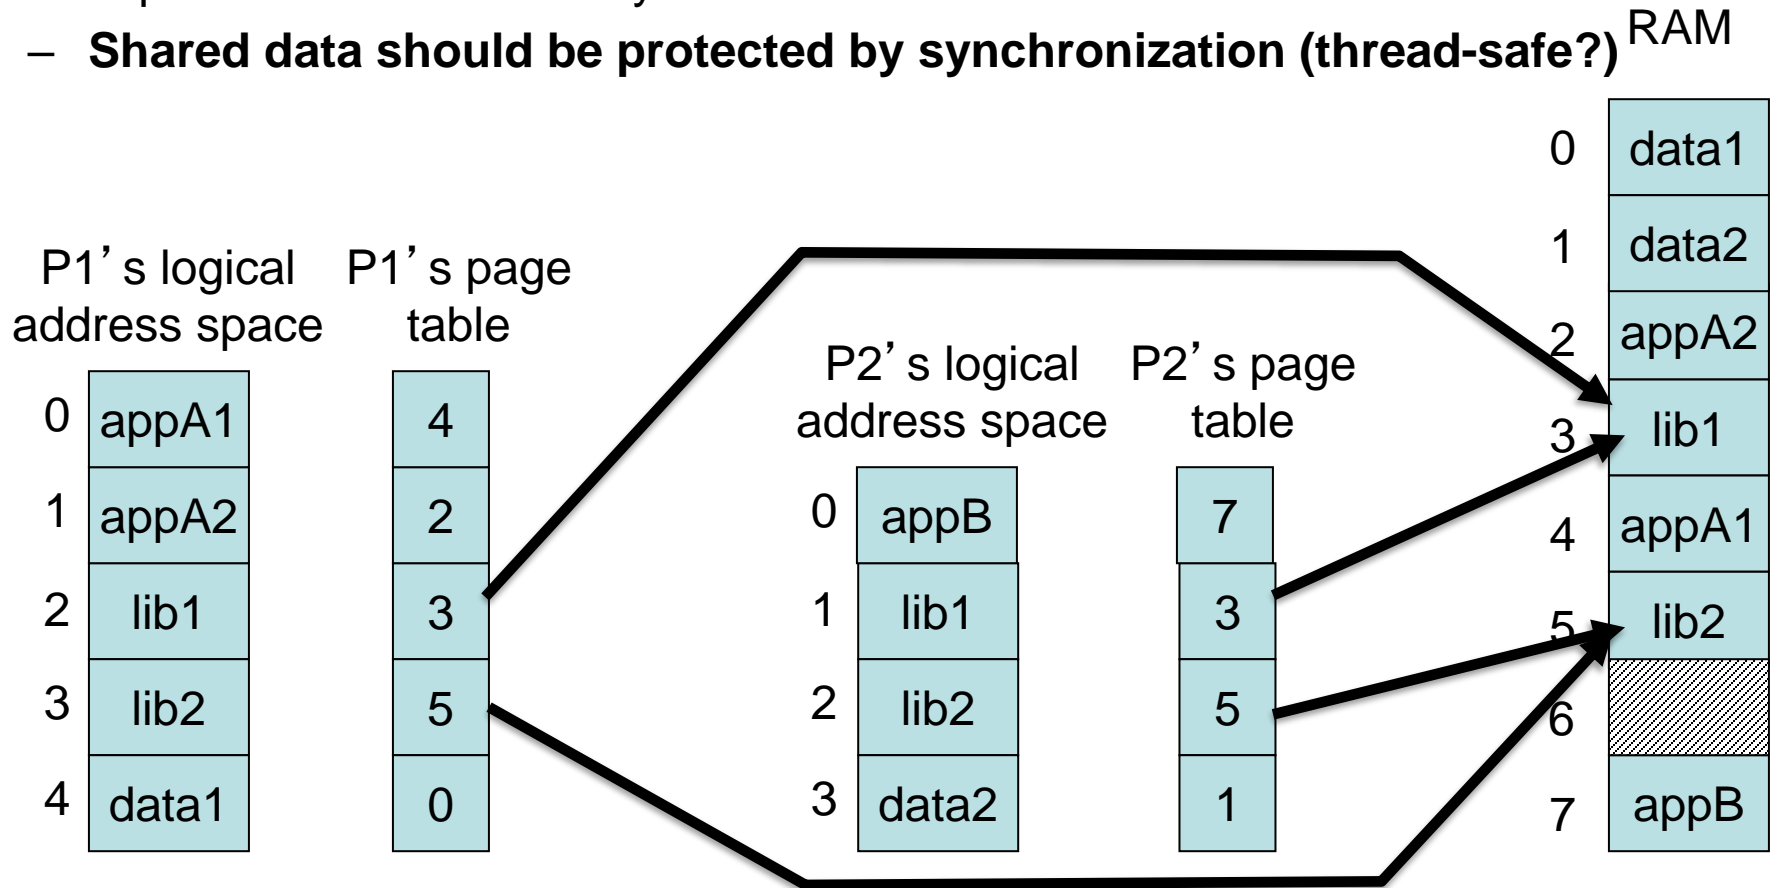 – Shared data should be protected by synchronization (thread-safe?)
RAM
P1’s logical address space
P1’s page table
0 appA1 4
1 appA2 2
2 lib1 3
3 lib2 5
4 data1 0
P2’s logical address space
P2’s page table
0 appB 7
1 lib1 3
2 lib2 5
3 data2 1
0 data1
1 data2
2 appA2
3 lib1
4 appA1
5 lib2
6
7 appB